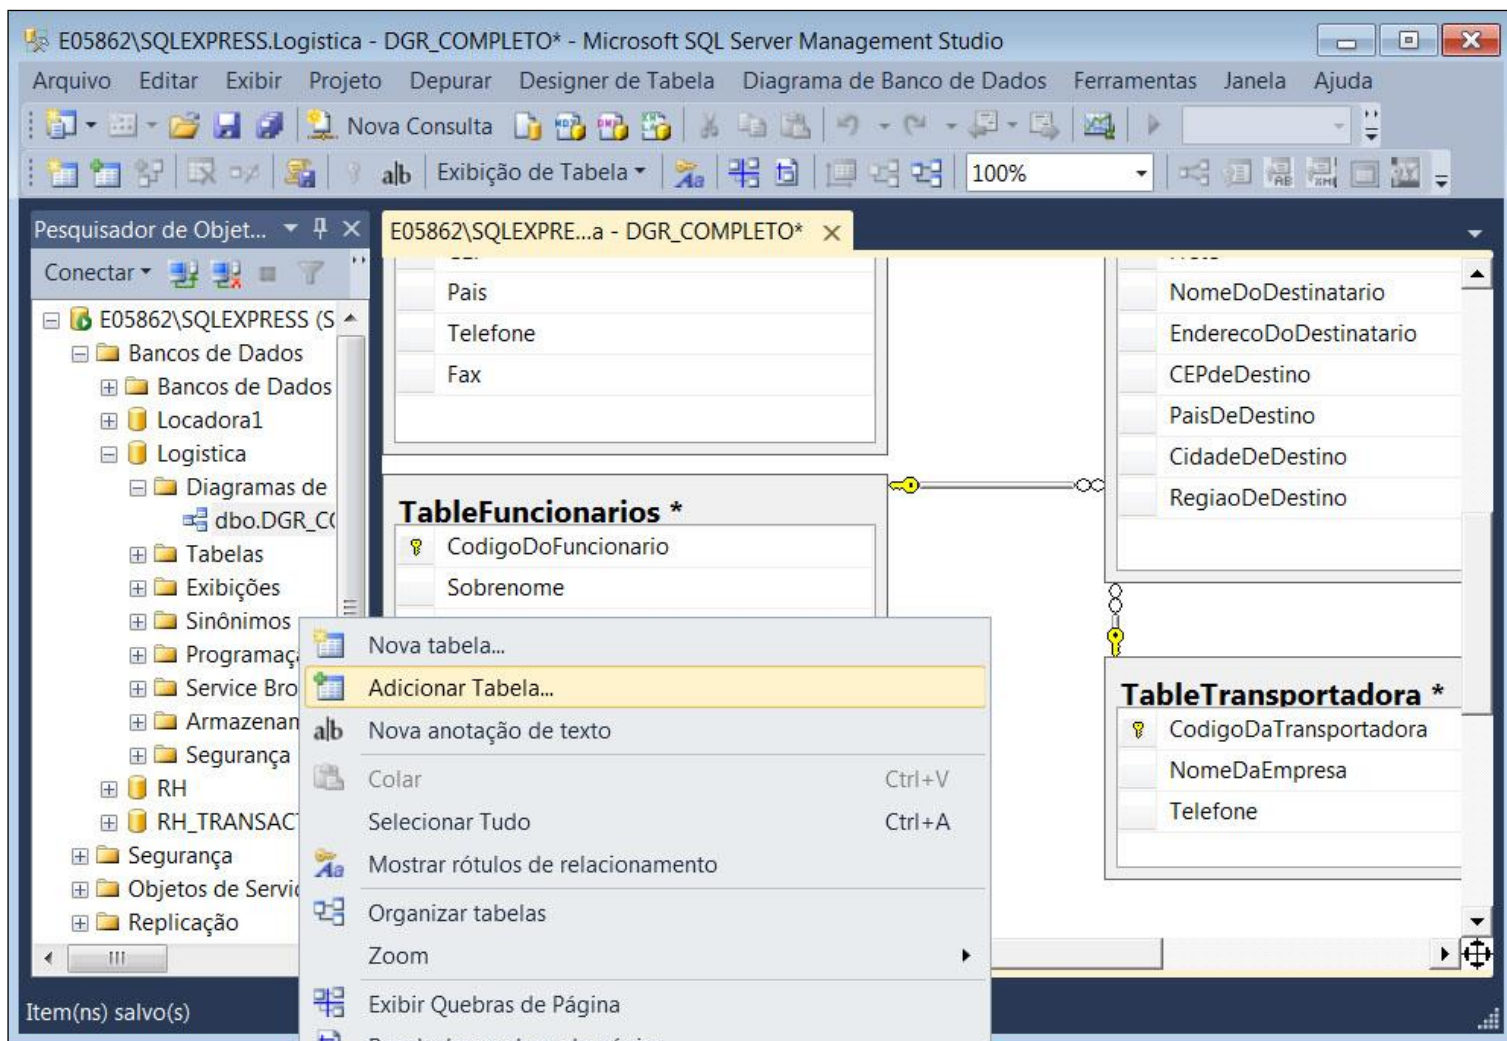 E05862\SQLEXPRESS.Logistica - DGR_COMPLETO* - Microsoft SQL Server Management Studio
Arquivo Editar Exibir Projeto Depurar Designer de Tabela Diagrama de Banco de Dados Ferramentas Janela Ajuda
Nova Consulta
Exibição de Tabela
100%
Pesquisador de Objet...
Conectar
E05862\SQLEXPRESS (S
Bancos de Dados
Bancos de Dados
Locadora1
Logistica
Diagramas de
dbo.DGR_C
Tabelas
Exibições
Sinônimos
Programaç
Service Bro
Armazenam
Segurança
RH
RH_TRANSAC
Segurança
Objetos de Servi
Replicação
E05862\SQLEXPRE...a - DGR_COMPLETO*
Pais
Telefone
Fax
TableFuncionarios *
CodigoDoFuncionario
Sobrenome
NomeDoDestinatario
EnderecoDoDestinatario
CEPdeDestino
PaisDeDestino
CidadeDeDestino
RegiaoDeDestino
TableTransportadora *
CodigoDaTransportadora
NomeDaEmpresa
Telefone
Nova tabela...
Adicionar Tabela...
ab Nova anotação de texto
Colar Ctrl+V
Selecionar Tudo Ctrl+A
Mostrar rótulos de relacionamento
Organizar tabelas
Zoom
Exibir Quebras de Página
Item(ns) salvo(s)